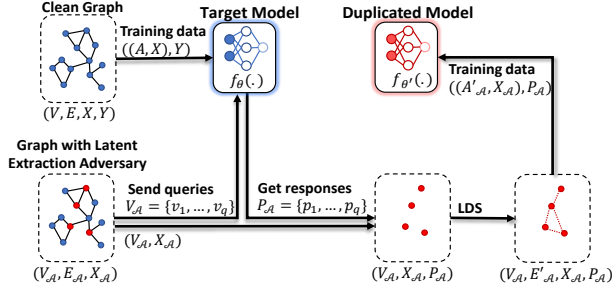 Clean Graph
Training data
((A, X), Y)
(V, E, X, Y)
Target Model
f_θ(.)
Duplicated Model
f_θ′(.)
Training data
((A′_𝒜, X_𝒜), P_𝒜)
Graph with Latent
Extraction Adversary
(V_𝒜, E_𝒜, X_𝒜)
Send queries
V_𝒜 = {v_1, …, v_q}
(V_𝒜, X_𝒜)
Get responses
P_𝒜 = {p_1, …, p_q}
(V_𝒜, X_𝒜, P_𝒜)
LDS
(V_𝒜, E′_𝒜, X_𝒜, P_𝒜)